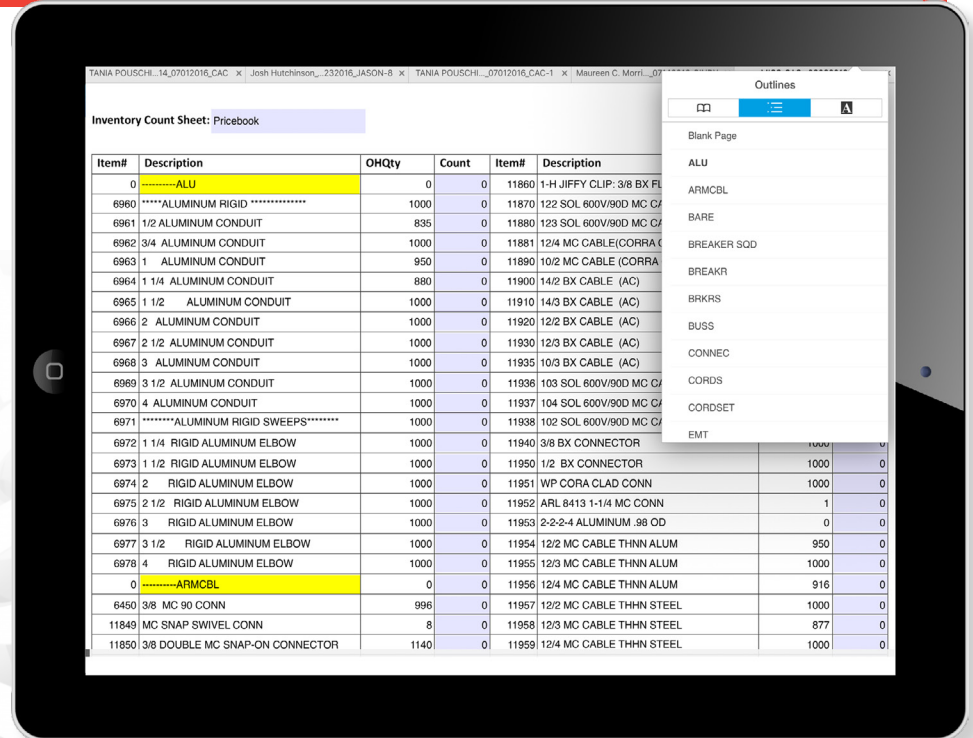 TANIA POUSCHI...14_07012016_CAC x Josh Hutchinson_...232016_JASON-8 x TANIA POUSCHI..._07012016_CAC-1 x Maureen C. Morri..._
Outlines
A
Blank Page
ALU
ARMCBL
BARE
BREAKER SQD
BREAKR
BRKRS
BUSS
CONNEC
CORDS
CORDSET
EMT
Inventory Count Sheet: Pricebook
Item# Description OHQty Count Item# Description
0 ----------ALU 0 0 11860 1-H JIFFY CLIP: 3/8 BX FL
6960 *****ALUMINUM RIGID ************** 1000 0 11870 122 SOL 600V/90D MC CA
6961 1/2 ALUMINUM CONDUIT 835 0 11880 123 SOL 600V/90D MC CA
6962 3/4 ALUMINUM CONDUIT 1000 0 11881 12/4 MC CABLE(CORRA
6963 1 ALUMINUM CONDUIT 950 0 11890 10/2 MC CABLE (CORRA
6964 1 1/4 ALUMINUM CONDUIT 880 0 11900 14/2 BX CABLE (AC)
6965 1 1/2 ALUMINUM CONDUIT 1000 0 11910 14/3 BX CABLE (AC)
6966 2 ALUMINUM CONDUIT 1000 0 11920 12/2 BX CABLE (AC)
6967 2 1/2 ALUMINUM CONDUIT 1000 0 11930 12/3 BX CABLE (AC)
6968 3 ALUMINUM CONDUIT 1000 0 11935 10/3 BX CABLE (AC)
6969 3 1/2 ALUMINUM CONDUIT 1000 0 11936 103 SOL 600V/90D MC CA
6970 4 ALUMINUM CONDUIT 1000 0 11937 104 SOL 600V/90D MC CA
6971 ********ALUMINUM RIGID SWEEPS******** 1000 0 11938 102 SOL 600V/90D MC CA
6972 1 1/4 RIGID ALUMINUM ELBOW 1000 0 11940 3/8 BX CONNECTOR 1000 0
6973 1 1/2 RIGID ALUMINUM ELBOW 1000 0 11950 1/2 BX CONNECTOR 1000 0
6974 2 RIGID ALUMINUM ELBOW 1000 0 11951 WP CORA CLAD CONN 1000 0
6975 2 1/2 RIGID ALUMINUM ELBOW 1000 0 11952 ARL 8413 1-1/4 MC CONN 1 0
6976 3 RIGID ALUMINUM ELBOW 1000 0 11953 2-2-2-4 ALUMINUM .98 OD 0 0
6977 3 1/2 RIGID ALUMINUM ELBOW 1000 0 11954 12/2 MC CABLE THNN ALUM 950 0
6978 4 RIGID ALUMINUM ELBOW 1000 0 11955 12/3 MC CABLE THNN ALUM 1000 0
0 ----------ARMCBL 0 0 11956 12/4 MC CABLE THNN ALUM 916 0
6450 3/8 MC 90 CONN 996 0 11957 12/2 MC CABLE THHN STEEL 1000 0
11849 MC SNAP SWIVEL CONN 8 0 11958 12/3 MC CABLE THHN STEEL 877 0
11850 3/8 DOUBLE MC SNAP-ON CONNECTOR 1140 0 11959 12/4 MC CABLE THHN STEEL 1000 0